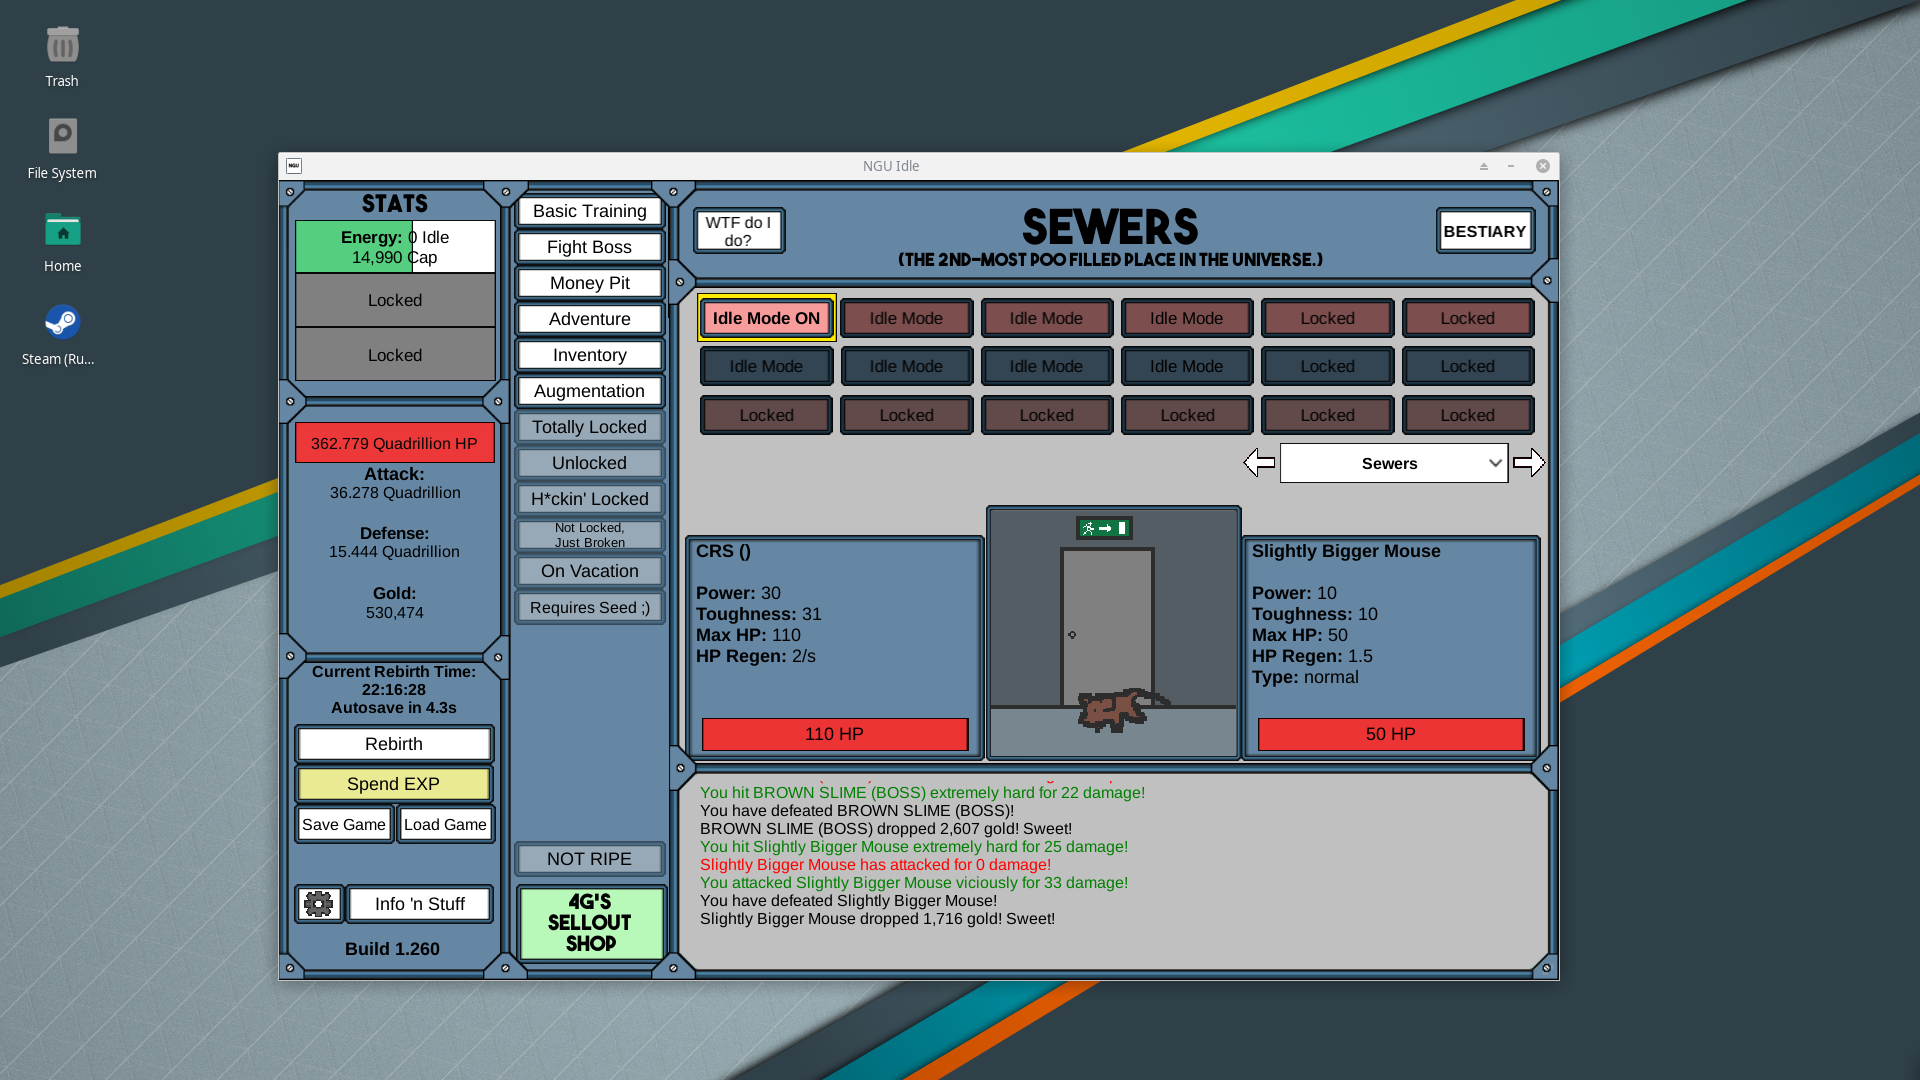 Trash
File System
Home
Steam (Ru...
NGU
NGU Idle
STATS
Energy: 0 Idle
14,990 Cap
Locked
Locked
362.779 Quadrillion HP
Attack:
36.278 Quadrillion
Defense:
15.444 Quadrillion
Gold:
530,474
Current Rebirth Time:
22:16:28
Autosave in 4.3s
Rebirth
Spend EXP
Save Game
Load Game
Info 'n Stuff
Build 1.260
Basic Training
Fight Boss
Money Pit
Adventure
Inventory
Augmentation
Totally Locked
Unlocked
H*ckin' Locked
Not Locked,
Just Broken
On Vacation
Requires Seed ;)
NOT RIPE
4G'S
SELLOUT
SHOP
WTF do I
do?
SEWERS
(THE 2ND-MOST POO FILLED PLACE IN THE UNIVERSE.)
BESTIARY
Idle Mode ON
Idle Mode
Idle Mode
Idle Mode
Locked
Locked
Idle Mode
Idle Mode
Idle Mode
Idle Mode
Locked
Locked
Locked
Locked
Locked
Locked
Locked
Locked
Sewers
CRS ()
Power: 30
Toughness: 31
Max HP: 110
HP Regen: 2/s
110 HP
Slightly Bigger Mouse
Power: 10
Toughness: 10
Max HP: 50
HP Regen: 1.5
Type: normal
50 HP
You hit BROWN SLIME (BOSS) extremely hard for 22 damage!
You have defeated BROWN SLIME (BOSS)!
BROWN SLIME (BOSS) dropped 2,607 gold! Sweet!
You hit Slightly Bigger Mouse extremely hard for 25 damage!
Slightly Bigger Mouse has attacked for 0 damage!
You attacked Slightly Bigger Mouse viciously for 33 damage!
You have defeated Slightly Bigger Mouse!
Slightly Bigger Mouse dropped 1,716 gold! Sweet!